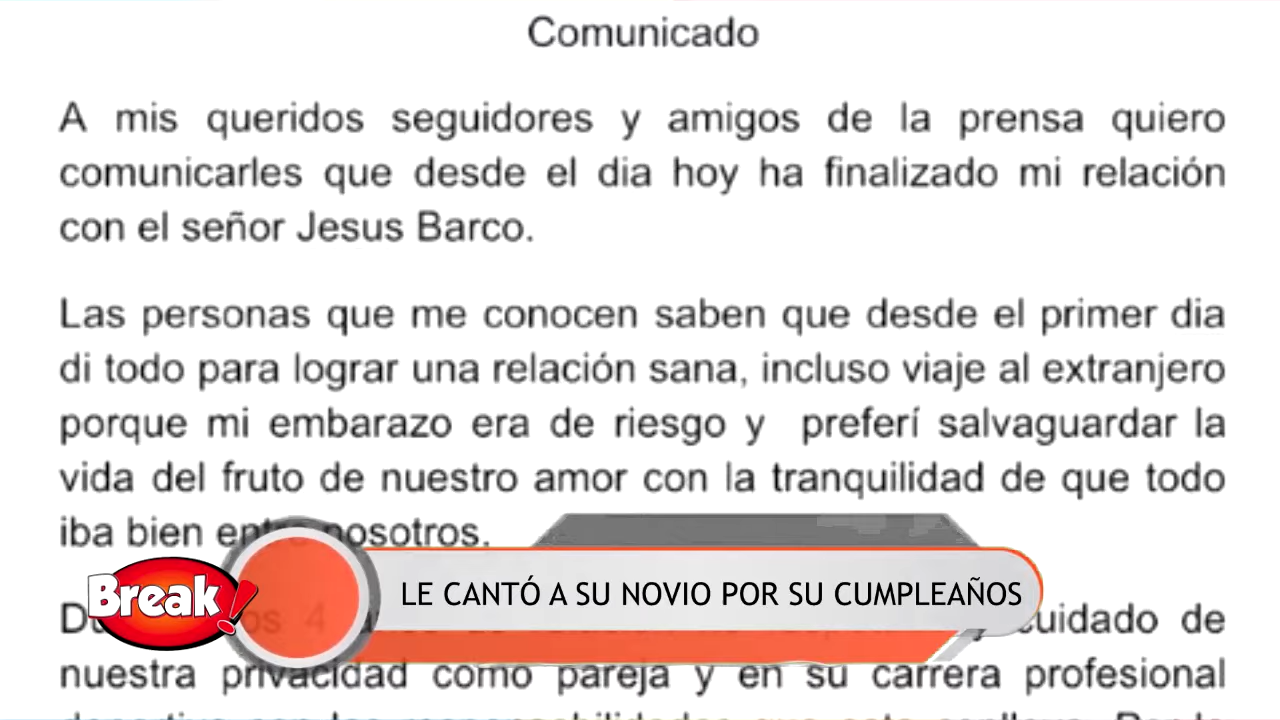 Comunicado
A mis queridos seguidores y amigos de la prensa quiero
comunicarles que desde el dia hoy ha finalizado mi relación
con el señor Jesus Barco.
Las personas que me conocen saben que desde el primer dia
di todo para lograr una relación sana, incluso viaje al extranjero
porque mi embarazo era de riesgo y preferí salvaguardar la
vida del fruto de nuestro amor con la tranquilidad de que todo
iba bien entre nosotros.
Break!
LE CANTÓ A SU NOVIO POR SU CUMPLEAÑOS
4 y cuidado de
nuestra privacidad como pareja y en su carrera profesional